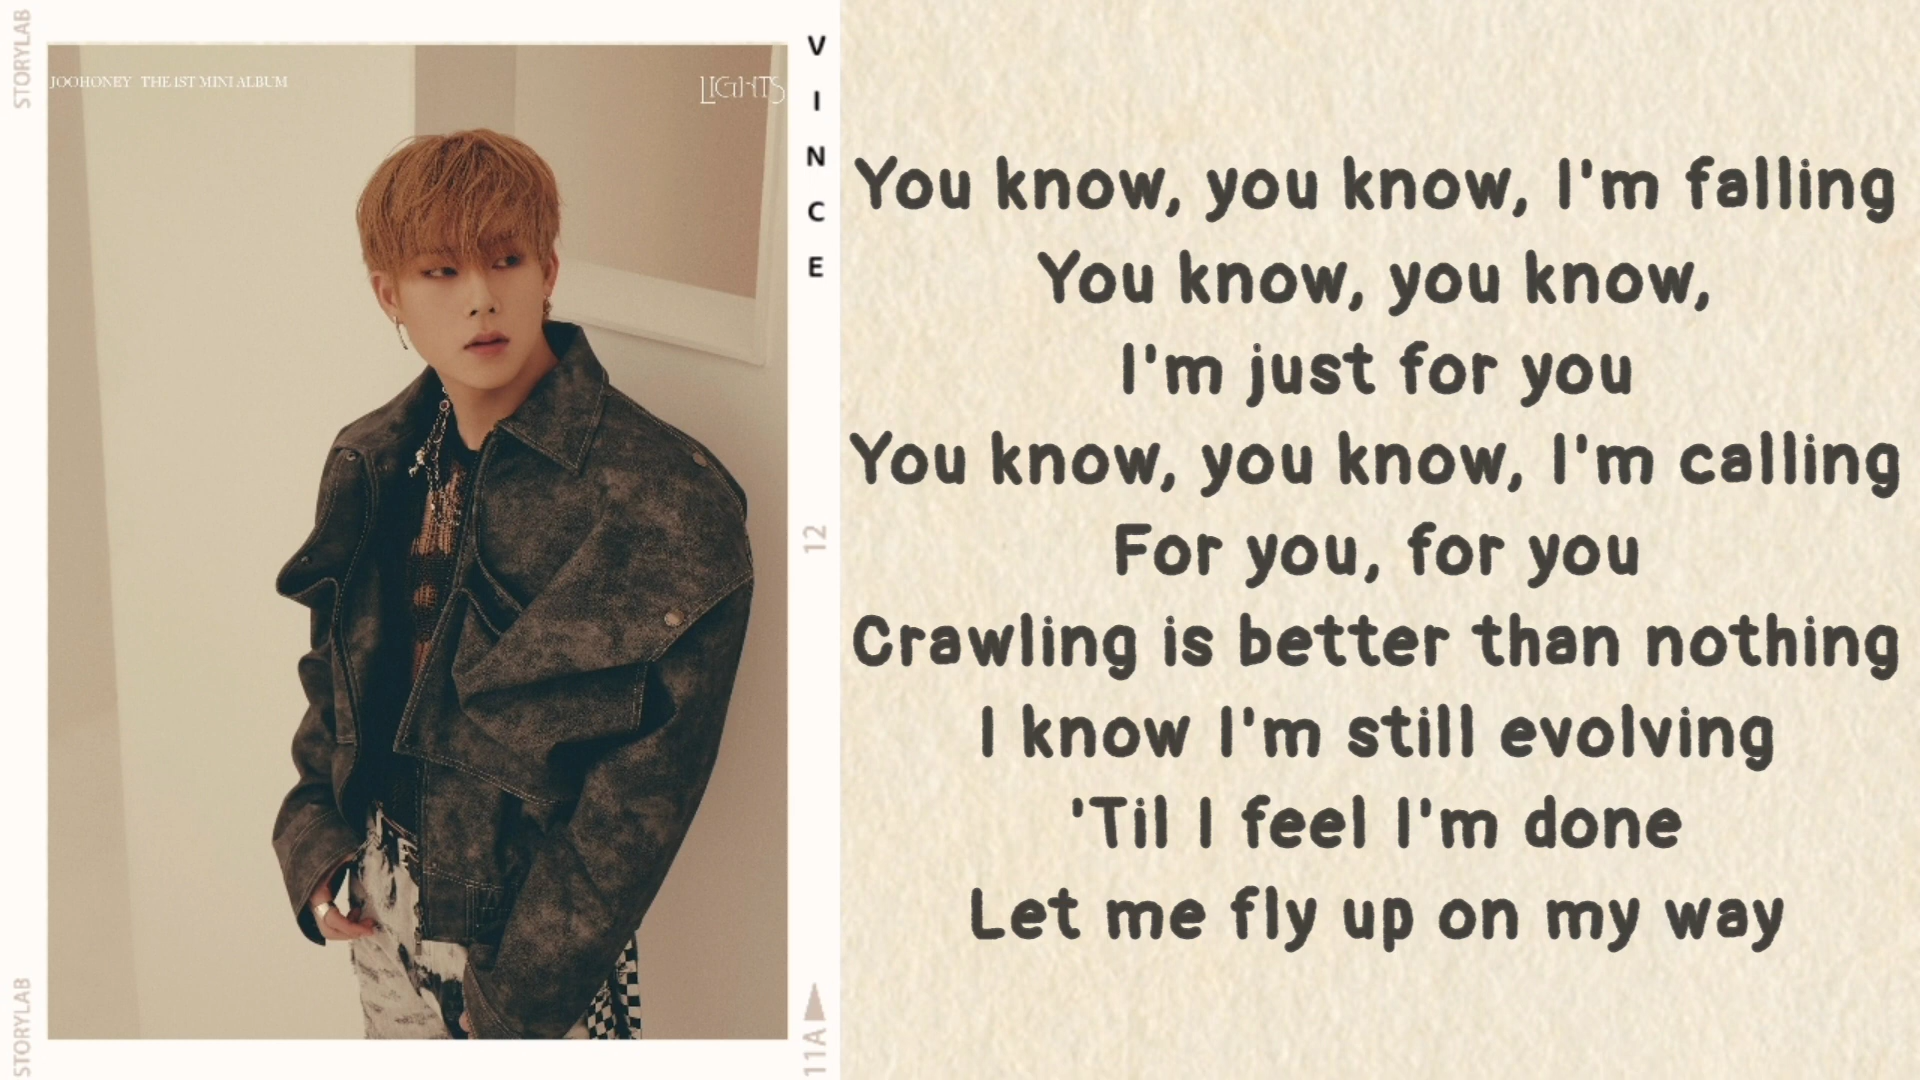 STORYLAB
JOOHONEY THE 1ST MINI ALBUM
LIGHTS
VINCE
12
11A
STORYLAB
You know, you know, I'm falling
You know, you know,
I'm just for you
You know, you know, I'm calling
For you, for you
Crawling is better than nothing
I know I'm still evolving
'Til I feel I'm done
Let me fly up on my way